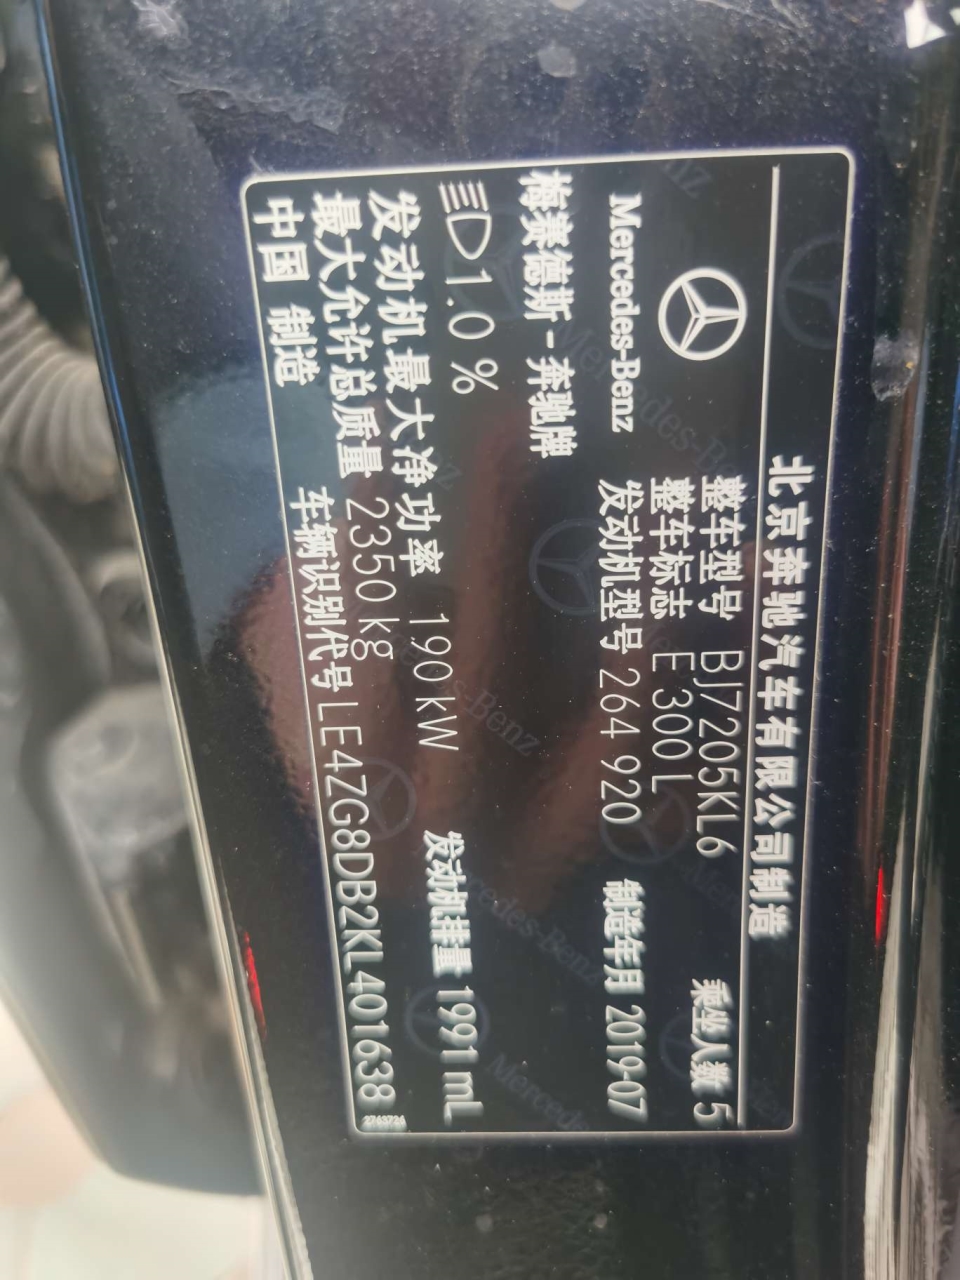 北京奔驰汽车有限公司制造
Mercedes-Benz
整车型号 BJ7205KL6 乘坐人数 5
整车标志 E 300 L
发动机型号 264 920 制造年月 2019-07
梅赛德斯-奔驰牌
1.0 %
发动机最大净功率 190 kW 发动机排量 1991 mL
最大允许总质量 2350 kg
中国 制造 车辆识别代号 LE4ZG8DB2KL401638
2763726